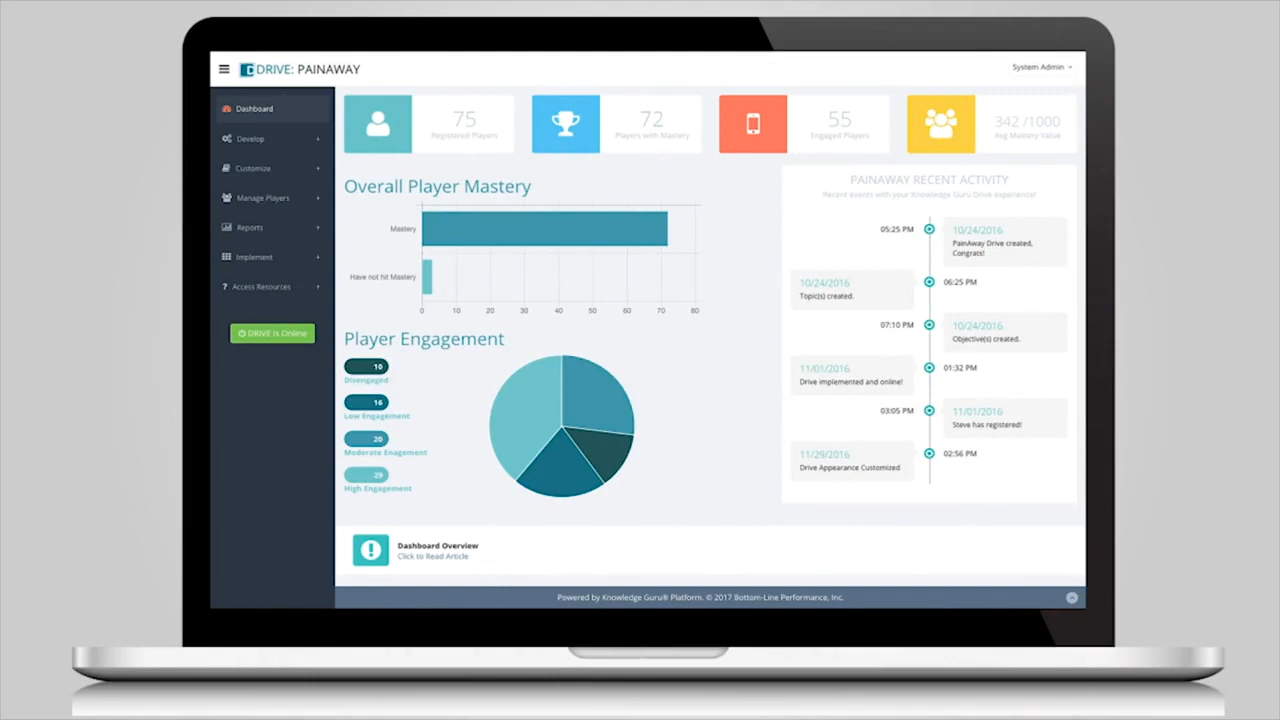 DRIVE: PAINAWAY
System Admin
Dashboard
Develop
Customize
Manage Players
Reports
Implement
Access Resources
DRIVE is Online
75
Registered Players
72
Players with Mastery
55
Engaged Players
342 /1000
Avg Mastery Value
Overall Player Mastery
Mastery
Have not hit Mastery
0 10 20 30 40 50 60 70 80
Player Engagement
10
Disengaged
16
Low Engagement
20
Moderate Enagement
29
High Engagement
PAINAWAY RECENT ACTIVITY
Recent events with your Knowledge Guru Drive experience!
05:25 PM
10/24/2016
PainAway Drive created,
Congrats!
10/24/2016
Topic(s) created.
06:25 PM
07:10 PM
10/24/2016
Objective(s) created.
11/01/2016
Drive implemented and online!
01:32 PM
03:05 PM
11/01/2016
Steve has registered!
11/29/2016
Drive Appearance Customized
02:56 PM
Dashboard Overview
Click to Read Article
Powered by Knowledge Guru® Platform. © 2017 Bottom-Line Performance, Inc.